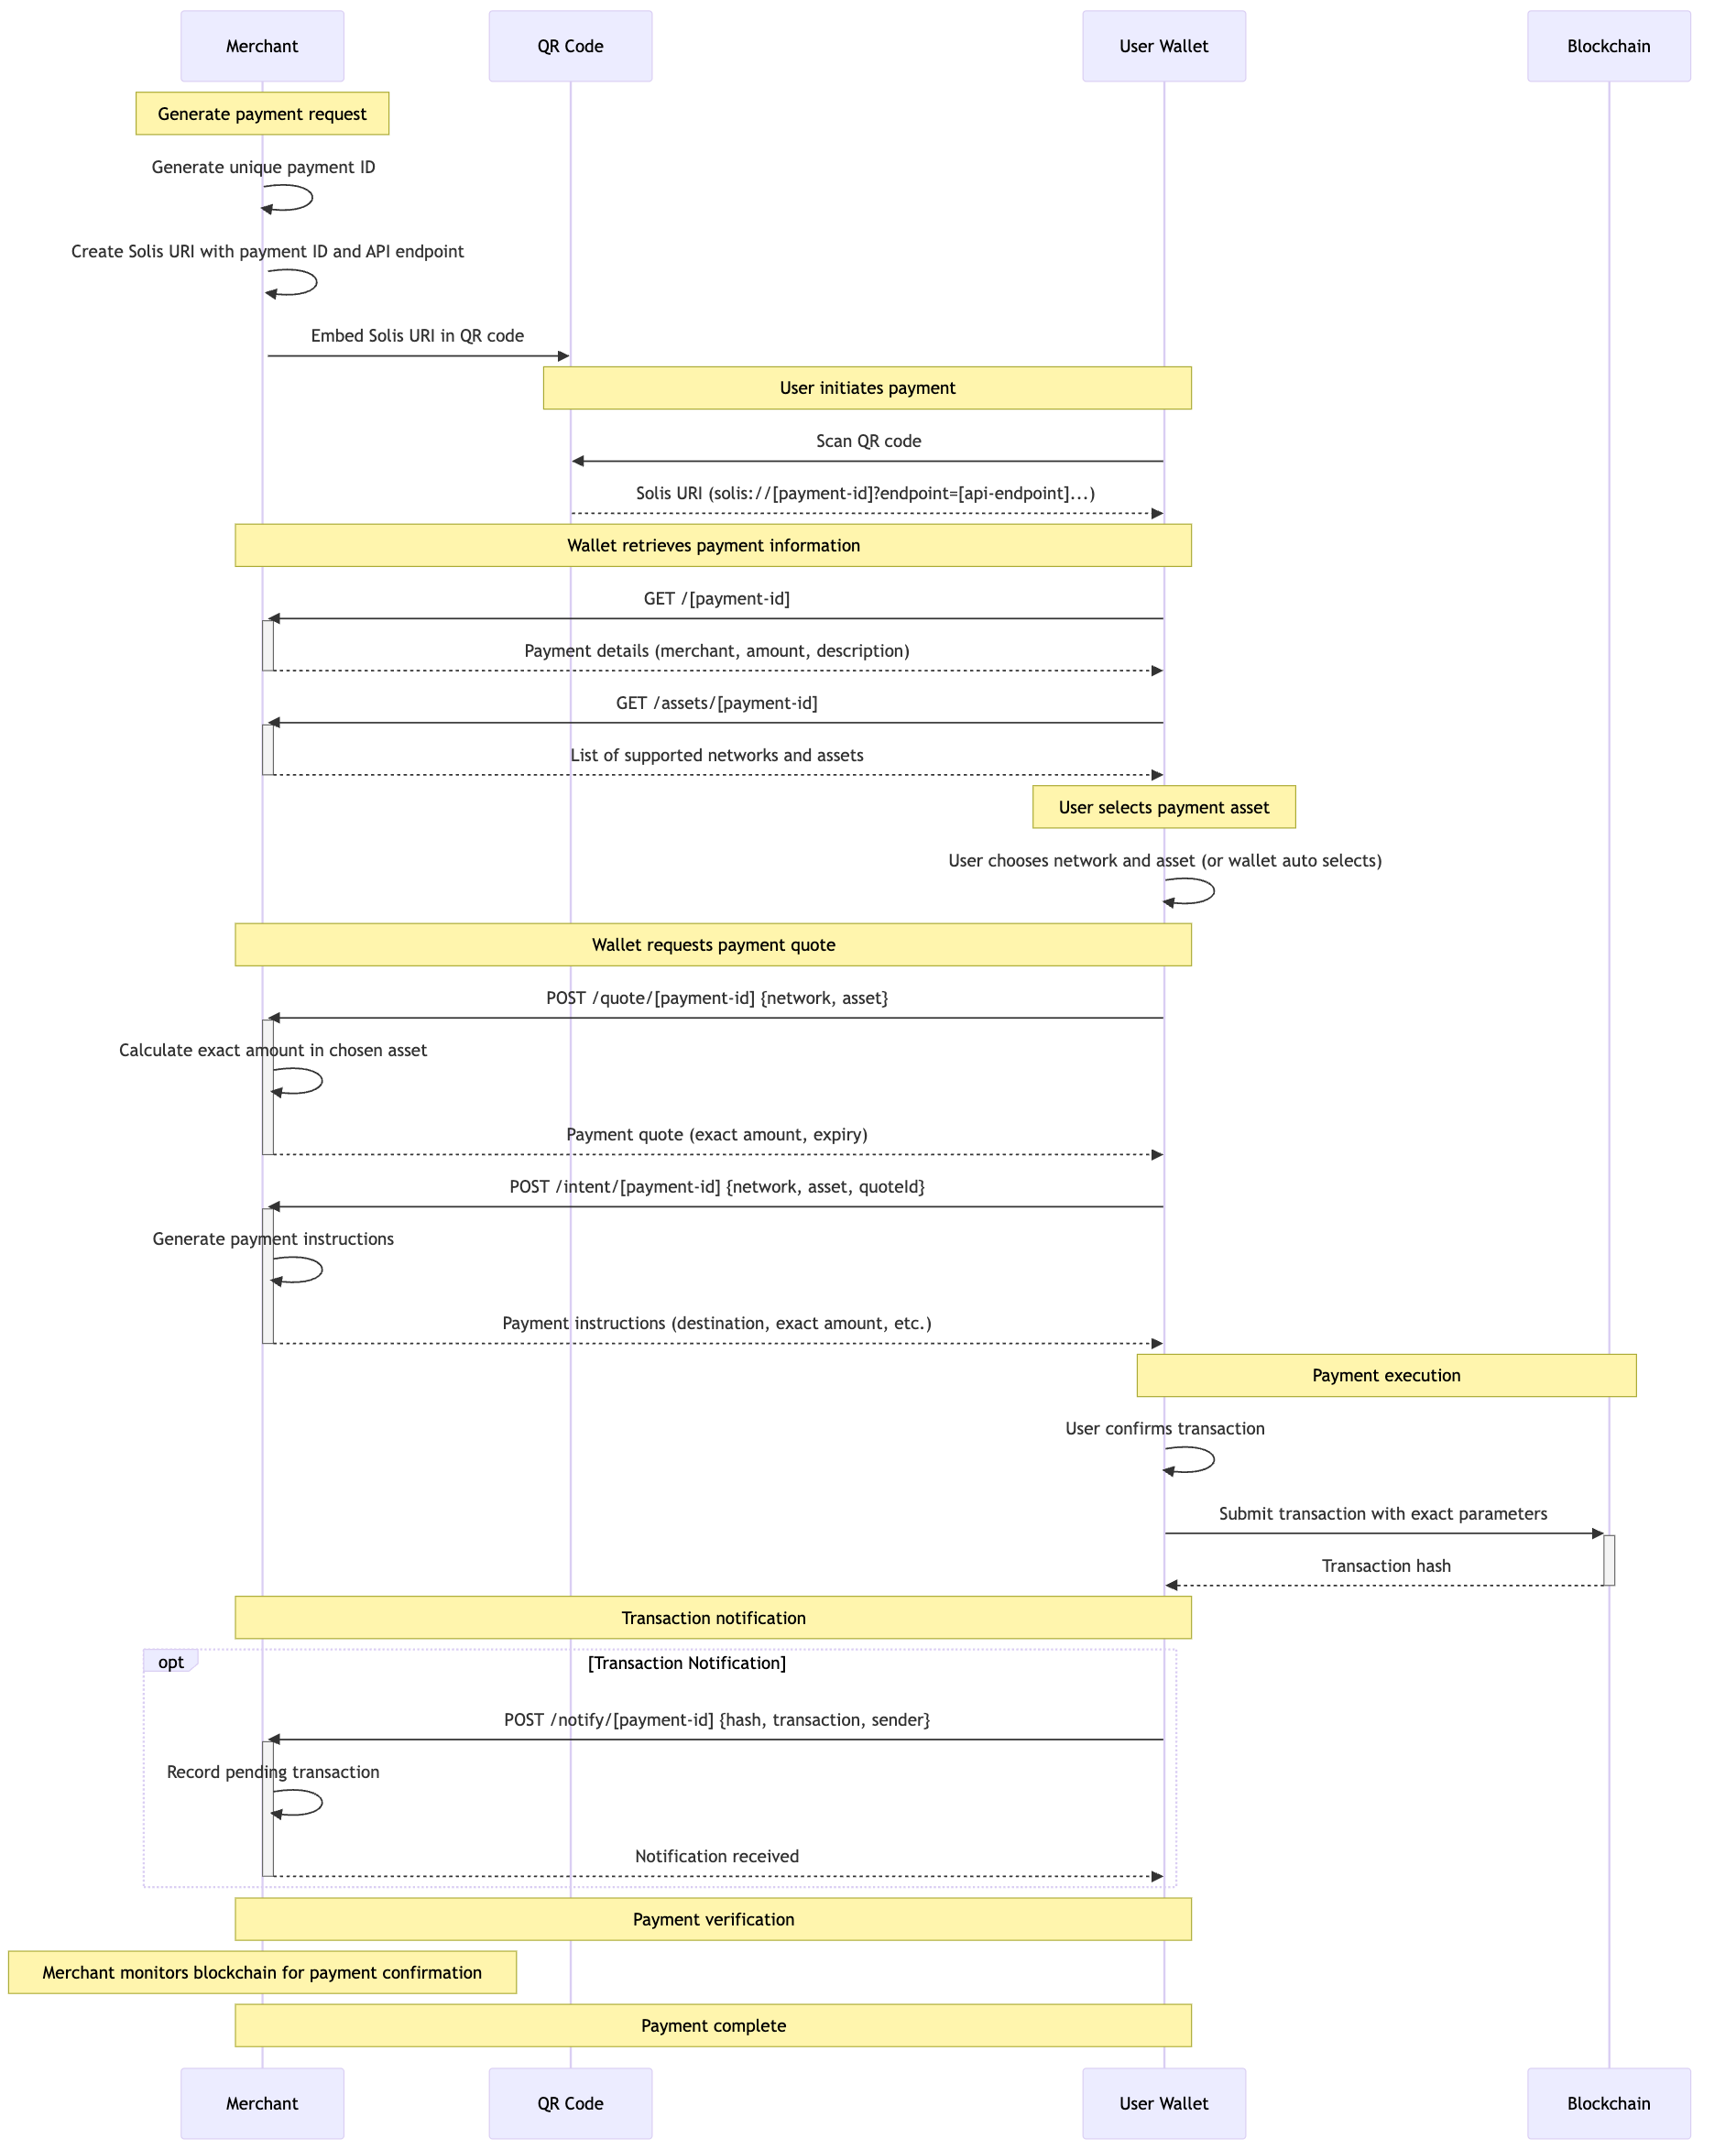 Merchant
QR Code
User Wallet
Blockchain
Generate payment request
Generate unique payment ID
Create Solis URI with payment ID and API endpoint
Embed Solis URI in QR code
User initiates payment
Scan QR code
Solis URI (solis://[payment-id]?endpoint=[api-endpoint]...)
Wallet retrieves payment information
GET /[payment-id]
Payment details (merchant, amount, description)
GET /assets/[payment-id]
List of supported networks and assets
User selects payment asset
User chooses network and asset (or wallet auto selects)
Wallet requests payment quote
POST /quote/[payment-id] {network, asset}
Calculate exact amount in chosen asset
Payment quote (exact amount, expiry)
POST /intent/[payment-id] {network, asset, quoteId}
Generate payment instructions
Payment instructions (destination, exact amount, etc.)
Payment execution
User confirms transaction
Submit transaction with exact parameters
Transaction hash
Transaction notification
opt
[Transaction Notification]
POST /notify/[payment-id] {hash, transaction, sender}
Record pending transaction
Notification received
Payment verification
Merchant monitors blockchain for payment confirmation
Payment complete
Merchant
QR Code
User Wallet
Blockchain